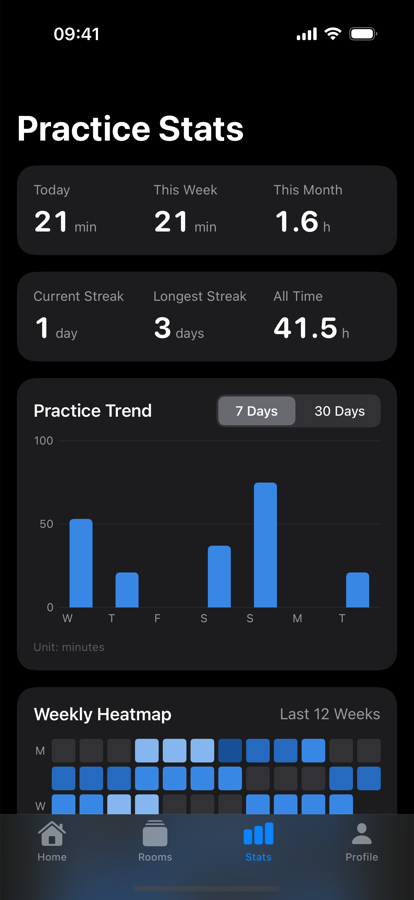 09:41
Practice Stats
Today This Week This Month
21 min 21 min 1.6 h
Current Streak Longest Streak All Time
1 day 3 days 41.5 h
Practice Trend 7 Days 30 Days
100
50
0
W T F S S M T
Unit: minutes
Weekly Heatmap Last 12 Weeks
M
W
Home Rooms Stats Profile